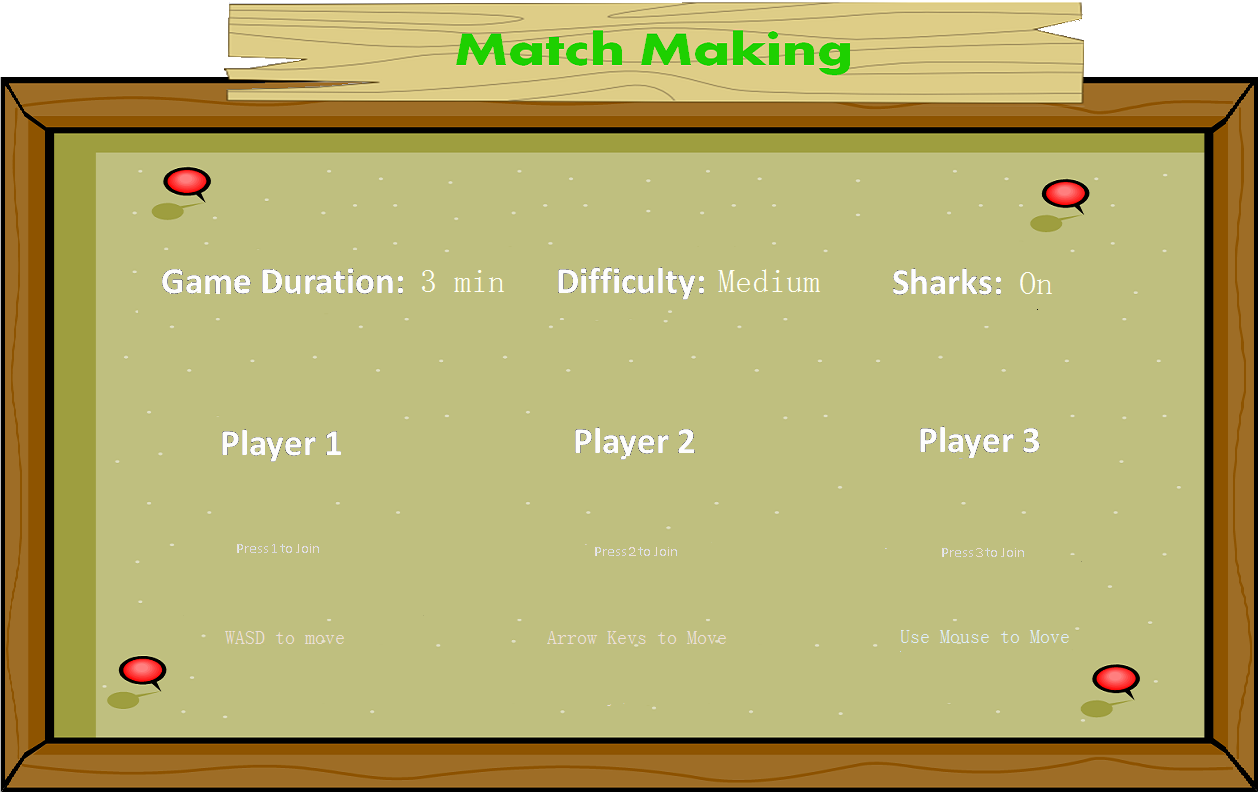 Match Making
Game Duration: 3 min Difficulty: Medium Sharks: On
Player 1 Player 2 Player 3
Press 1 to Join Press 2 to Join Press 3 to Join
WASD to move Arrow Keys to Move Use Mouse to Move